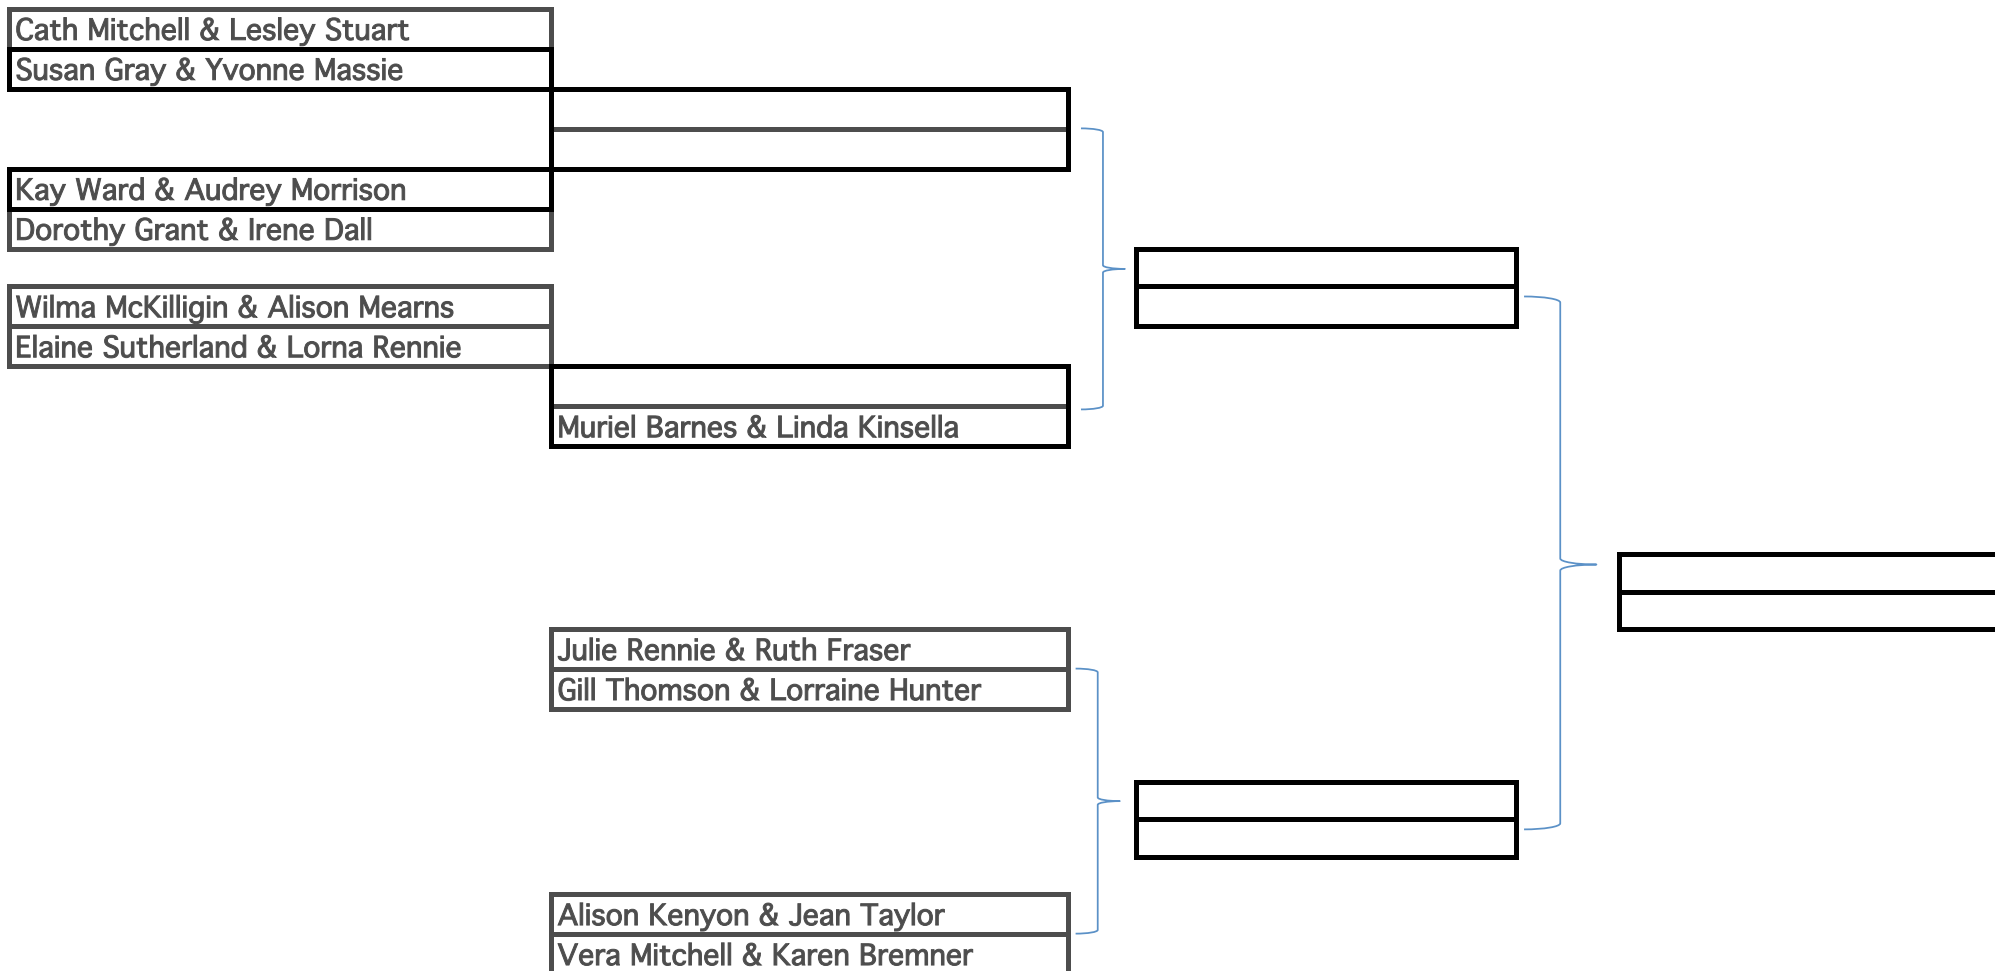 Cath Mitchell & Lesley Stuart
Susan Gray & Yvonne Massie
Kay Ward & Audrey Morrison
Dorothy Grant & Irene Dall
Wilma McKilligin & Alison Mearns
Elaine Sutherland & Lorna Rennie
Muriel Barnes & Linda Kinsella
Julie Rennie & Ruth Fraser
Gill Thomson & Lorraine Hunter
Alison Kenyon & Jean Taylor
Vera Mitchell & Karen Bremner